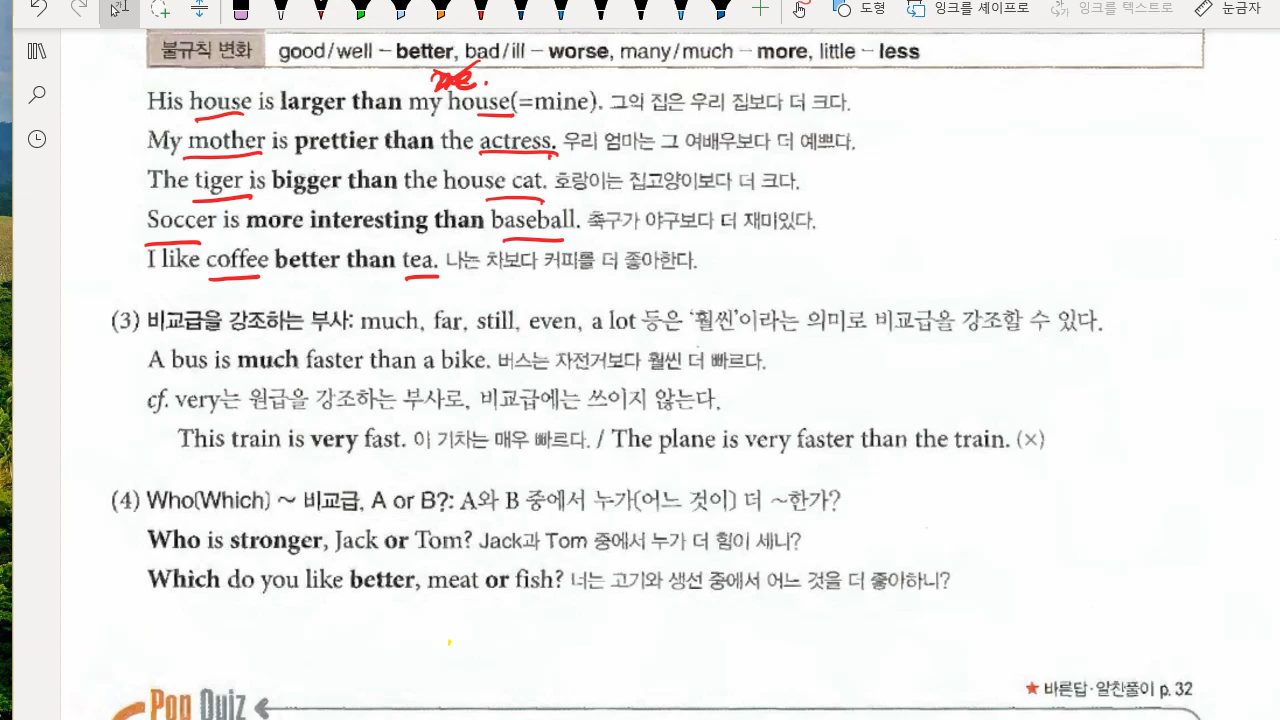 도형 잉크를 셰이프로 잉크를 텍스트로 눈금자
불규칙 변화 good/well – better, bad/ill – worse, many/much – more, little – less
His house is larger than my house(=mine). 그의 집은 우리 집보다 더 크다.
My mother is prettier than the actress. 우리 엄마는 그 여배우보다 더 예쁘다.
The tiger is bigger than the house cat. 호랑이는 집고양이보다 더 크다.
Soccer is more interesting than baseball. 축구가 야구보다 더 재미있다.
I like coffee better than tea. 나는 차보다 커피를 더 좋아한다.
(3) 비교급을 강조하는 부사: much, far, still, even, a lot 등은 ‘훨씬’이라는 의미로 비교급을 강조할 수 있다.
A bus is much faster than a bike. 버스는 자전거보다 훨씬 더 빠르다.
cf. very는 원급을 강조하는 부사로, 비교급에는 쓰이지 않는다.
This train is very fast. 이 기차는 매우 빠르다. / The plane is very faster than the train. (×)
(4) Who(Which) ~ 비교급, A or B?: A와 B 중에서 누가(어느 것이) 더 ~한가?
Who is stronger, Jack or Tom? Jack과 Tom 중에서 누가 더 힘이 세니?
Which do you like better, meat or fish? 너는 고기와 생선 중에서 어느 것을 더 좋아하니?
★ 바른답·알찬풀이 p. 32
Pop Quiz